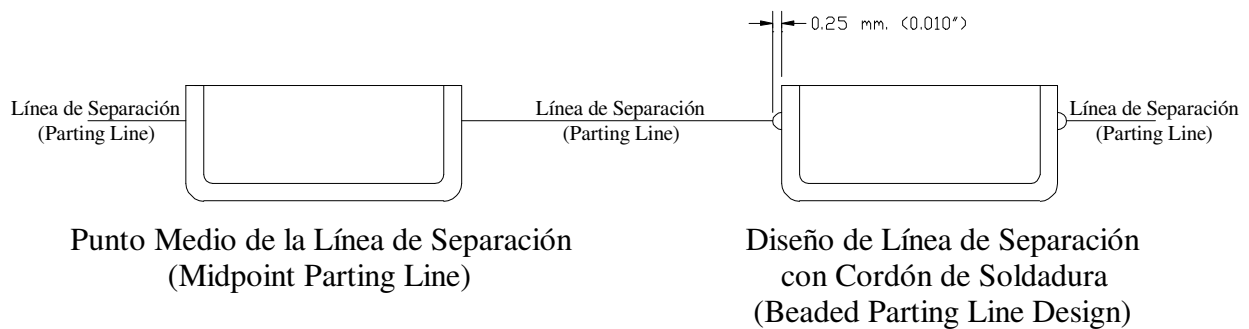 0.25 mm. (0.010")
Línea de Separación
(Parting Line)
Línea de Separación
(Parting Line)
Línea de Separación
(Parting Line)
Punto Medio de la Línea de Separación
(Midpoint Parting Line)
Diseño de Línea de Separación
con Cordón de Soldadura
(Beaded Parting Line Design)